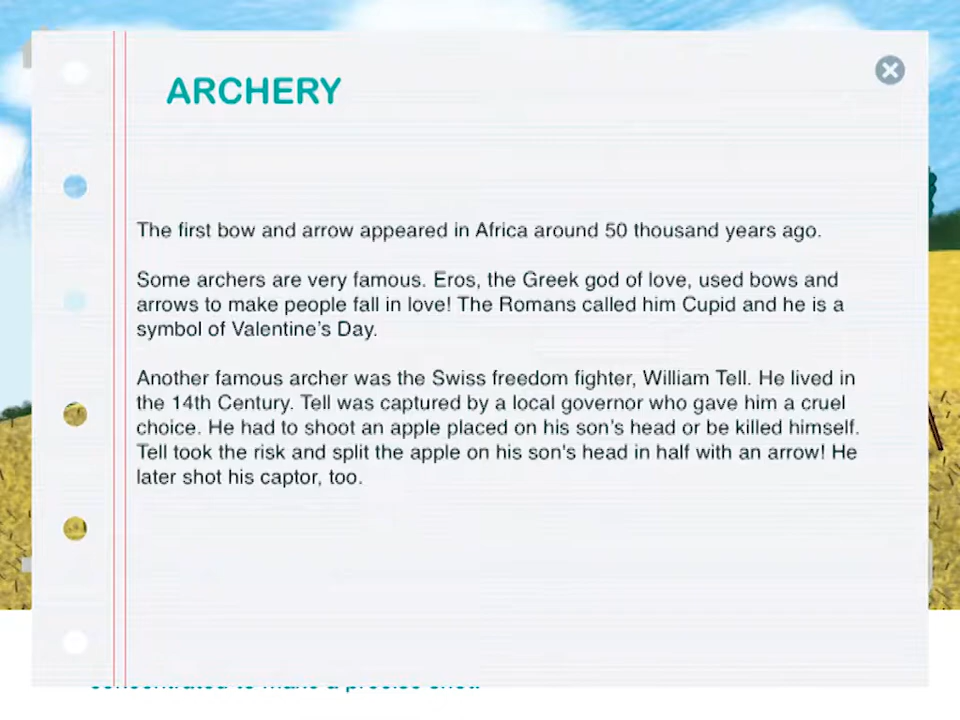 ARCHERY
The first bow and arrow appeared in Africa around 50 thousand years ago.
Some archers are very famous. Eros, the Greek god of love, used bows and
arrows to make people fall in love! The Romans called him Cupid and he is a
symbol of Valentine's Day.
Another famous archer was the Swiss freedom fighter, William Tell. He lived in
the 14th Century. Tell was captured by a local governor who gave him a cruel
choice. He had to shoot an apple placed on his son's head or be killed himself.
Tell took the risk and split the apple on his son's head in half with an arrow! He
later shot his captor, too.
concentrated to make a precise